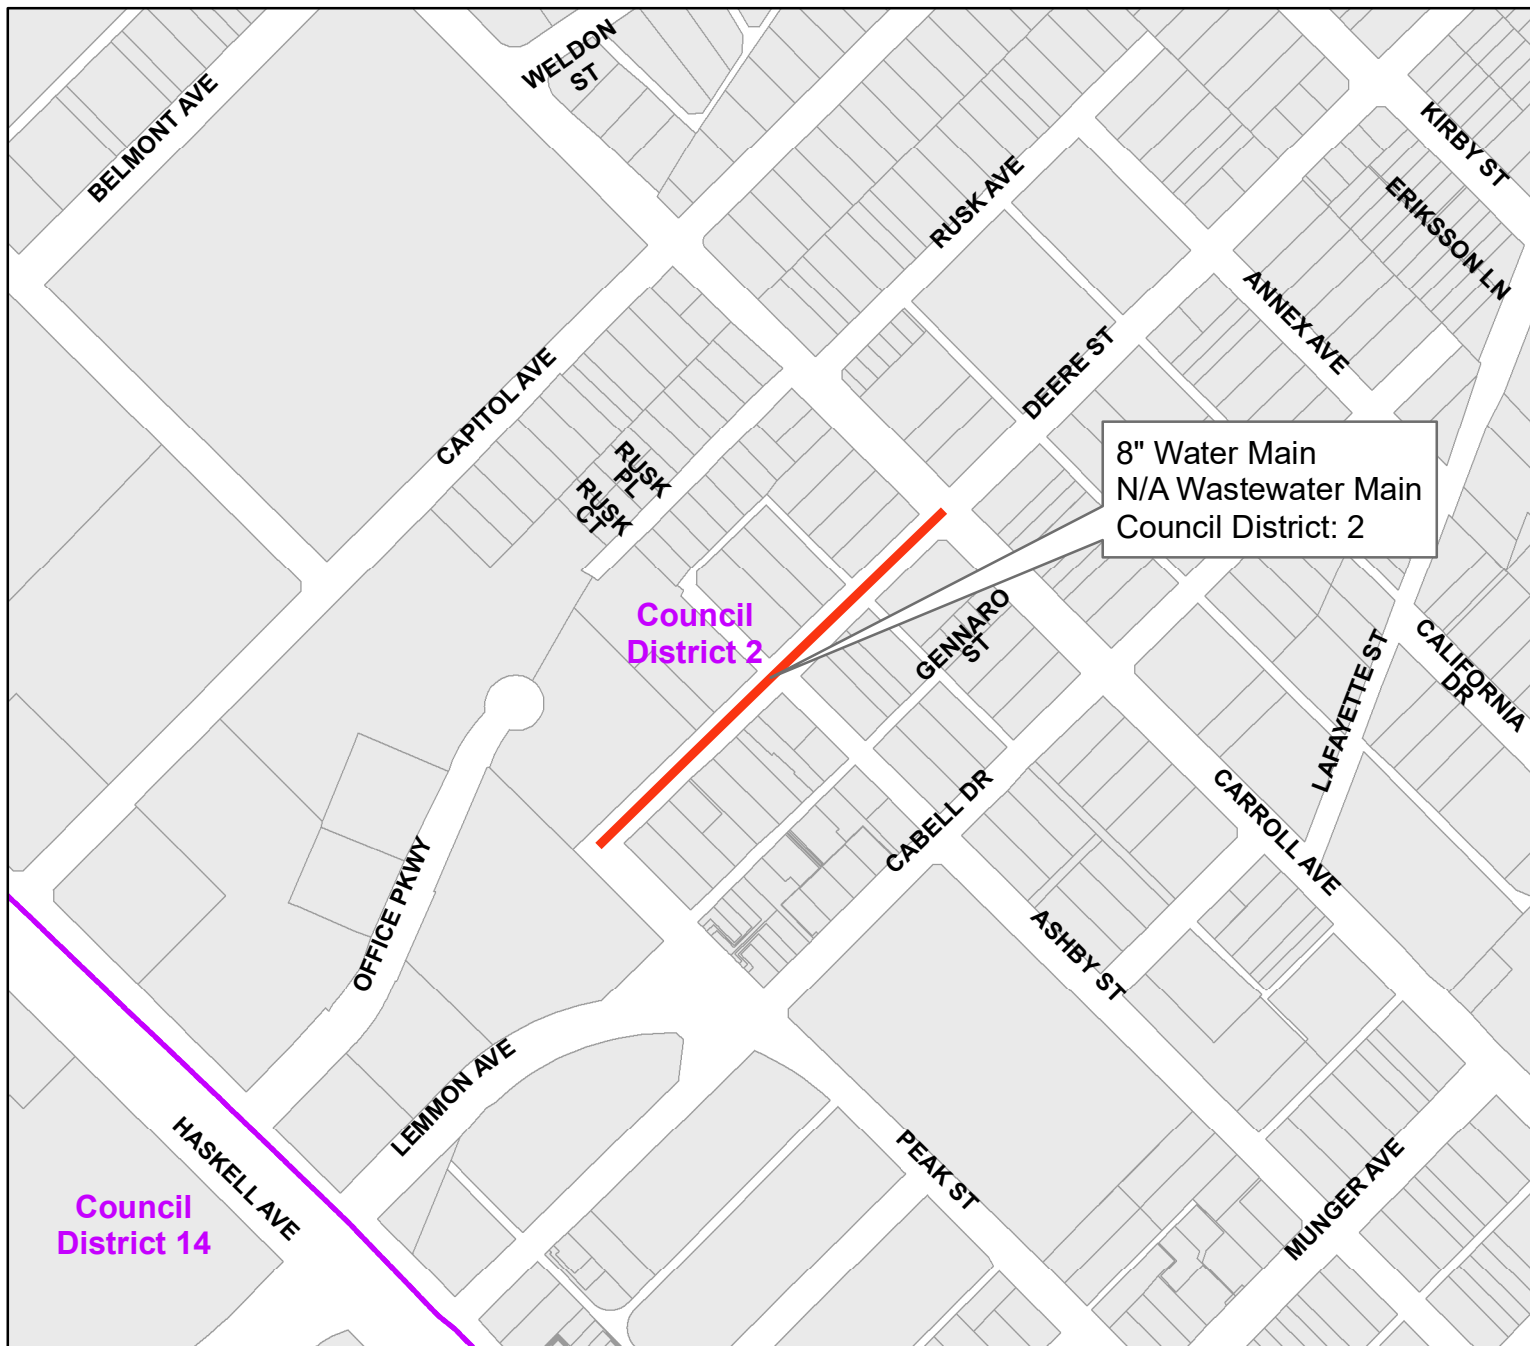 WELDON
ST
BELMONT AVE
KIRBY ST
RUSK AVE
ERIKSSON LN
ANNEX AVE
DEERE ST
CAPITOL AVE
8" Water Main
N/A Wastewater Main
Council District: 2
RUSK
PL
RUSK
CT
Council
District 2
GENNARO
ST
CALIFORNIA
DR
LAFAYETTE ST
CABELL DR
CARROLL AVE
OFFICE PKWY
ASHBY ST
LEMMON AVE
HASKELL AVE
PEAK ST
MUNGER AVE
Council
District 14